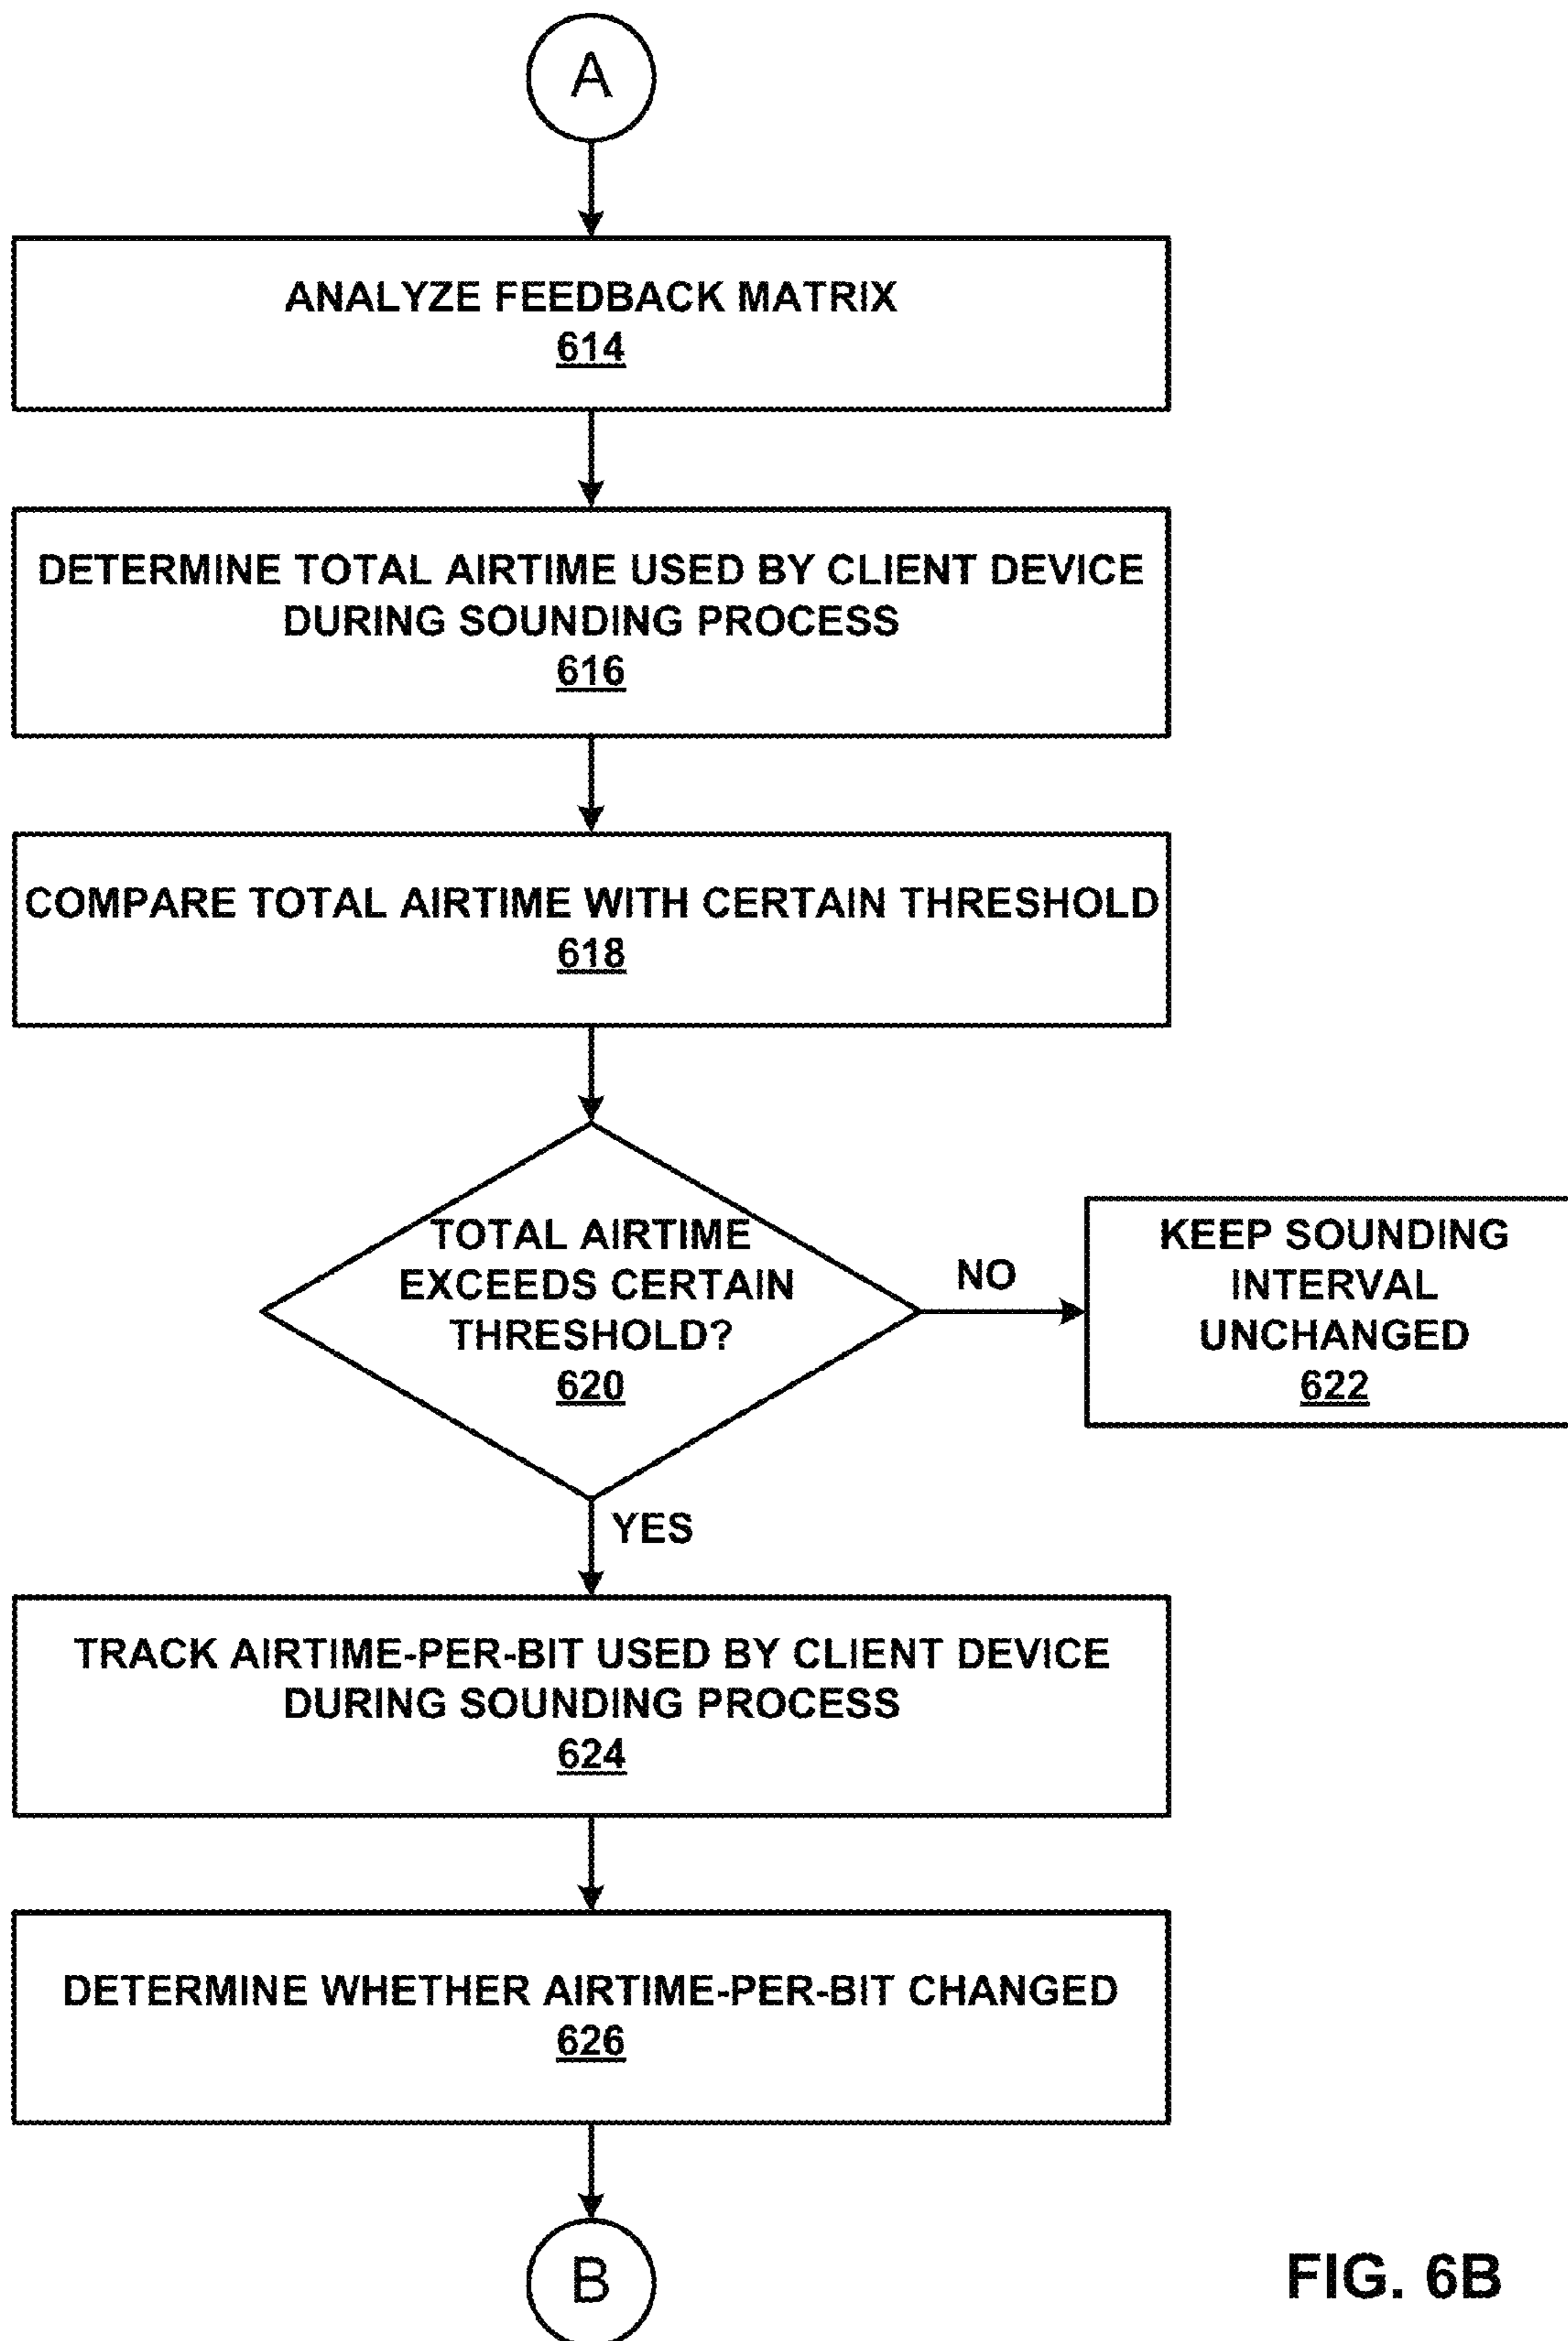 A
ANALYZE FEEDBACK MATRIX
614
DETERMINE TOTAL AIRTIME USED BY CLIENT DEVICE
DURING SOUNDING PROCESS
616
COMPARE TOTAL AIRTIME WITH CERTAIN THRESHOLD
618
TOTAL AIRTIME
EXCEEDS CERTAIN
THRESHOLD?
620
NO
KEEP SOUNDING
INTERVAL
UNCHANGED
622
YES
TRACK AIRTIME-PER-BIT USED BY CLIENT DEVICE
DURING SOUNDING PROCESS
624
DETERMINE WHETHER AIRTIME-PER-BIT CHANGED
626
B
FIG. 6B